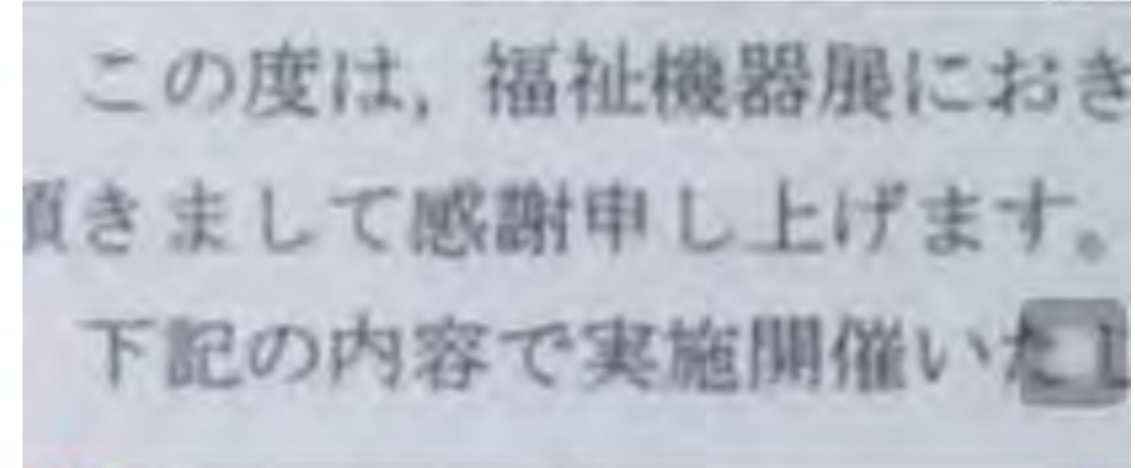 この度は，福祉機器展におき
頂きまして感謝申し上げます。
下記の内容で実施開催いた